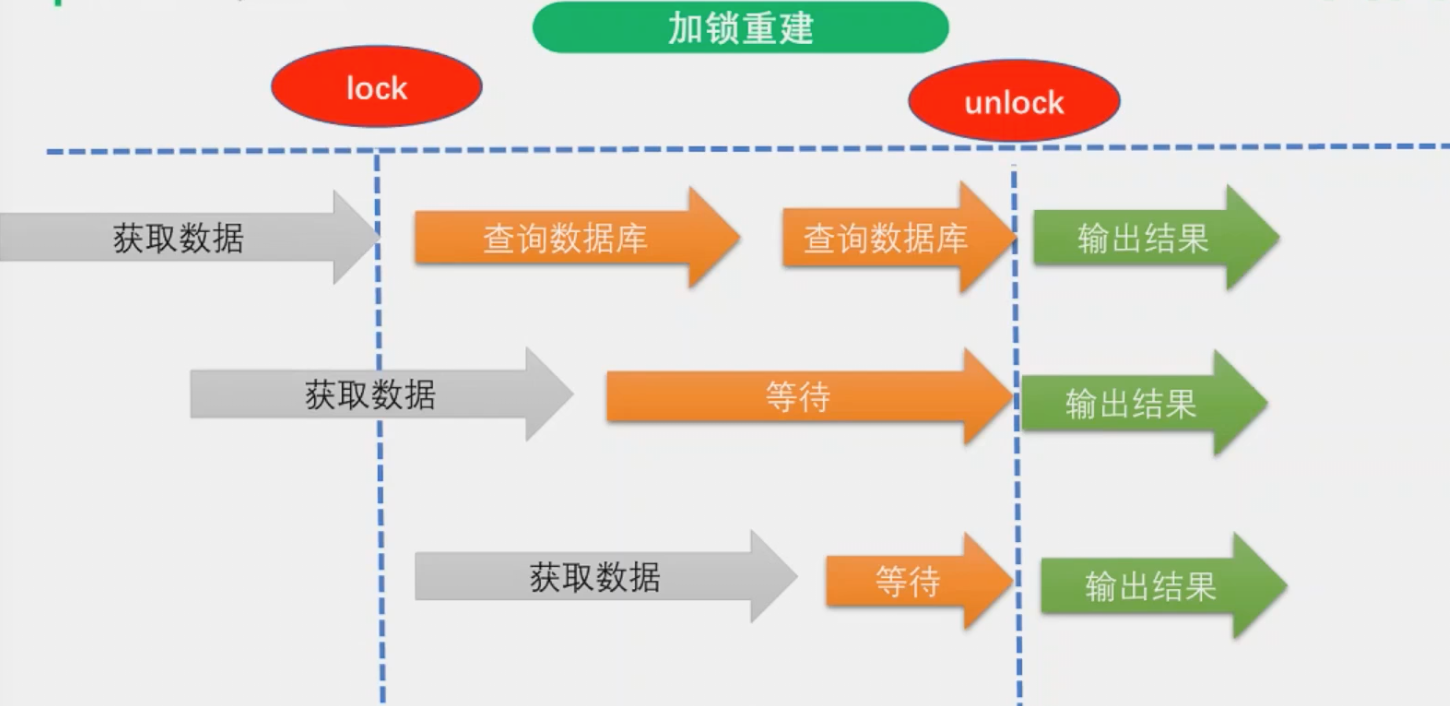 加锁重建
lock
unlock
获取数据
查询数据库
查询数据库
输出结果
获取数据
等待
输出结果
获取数据
等待
输出结果